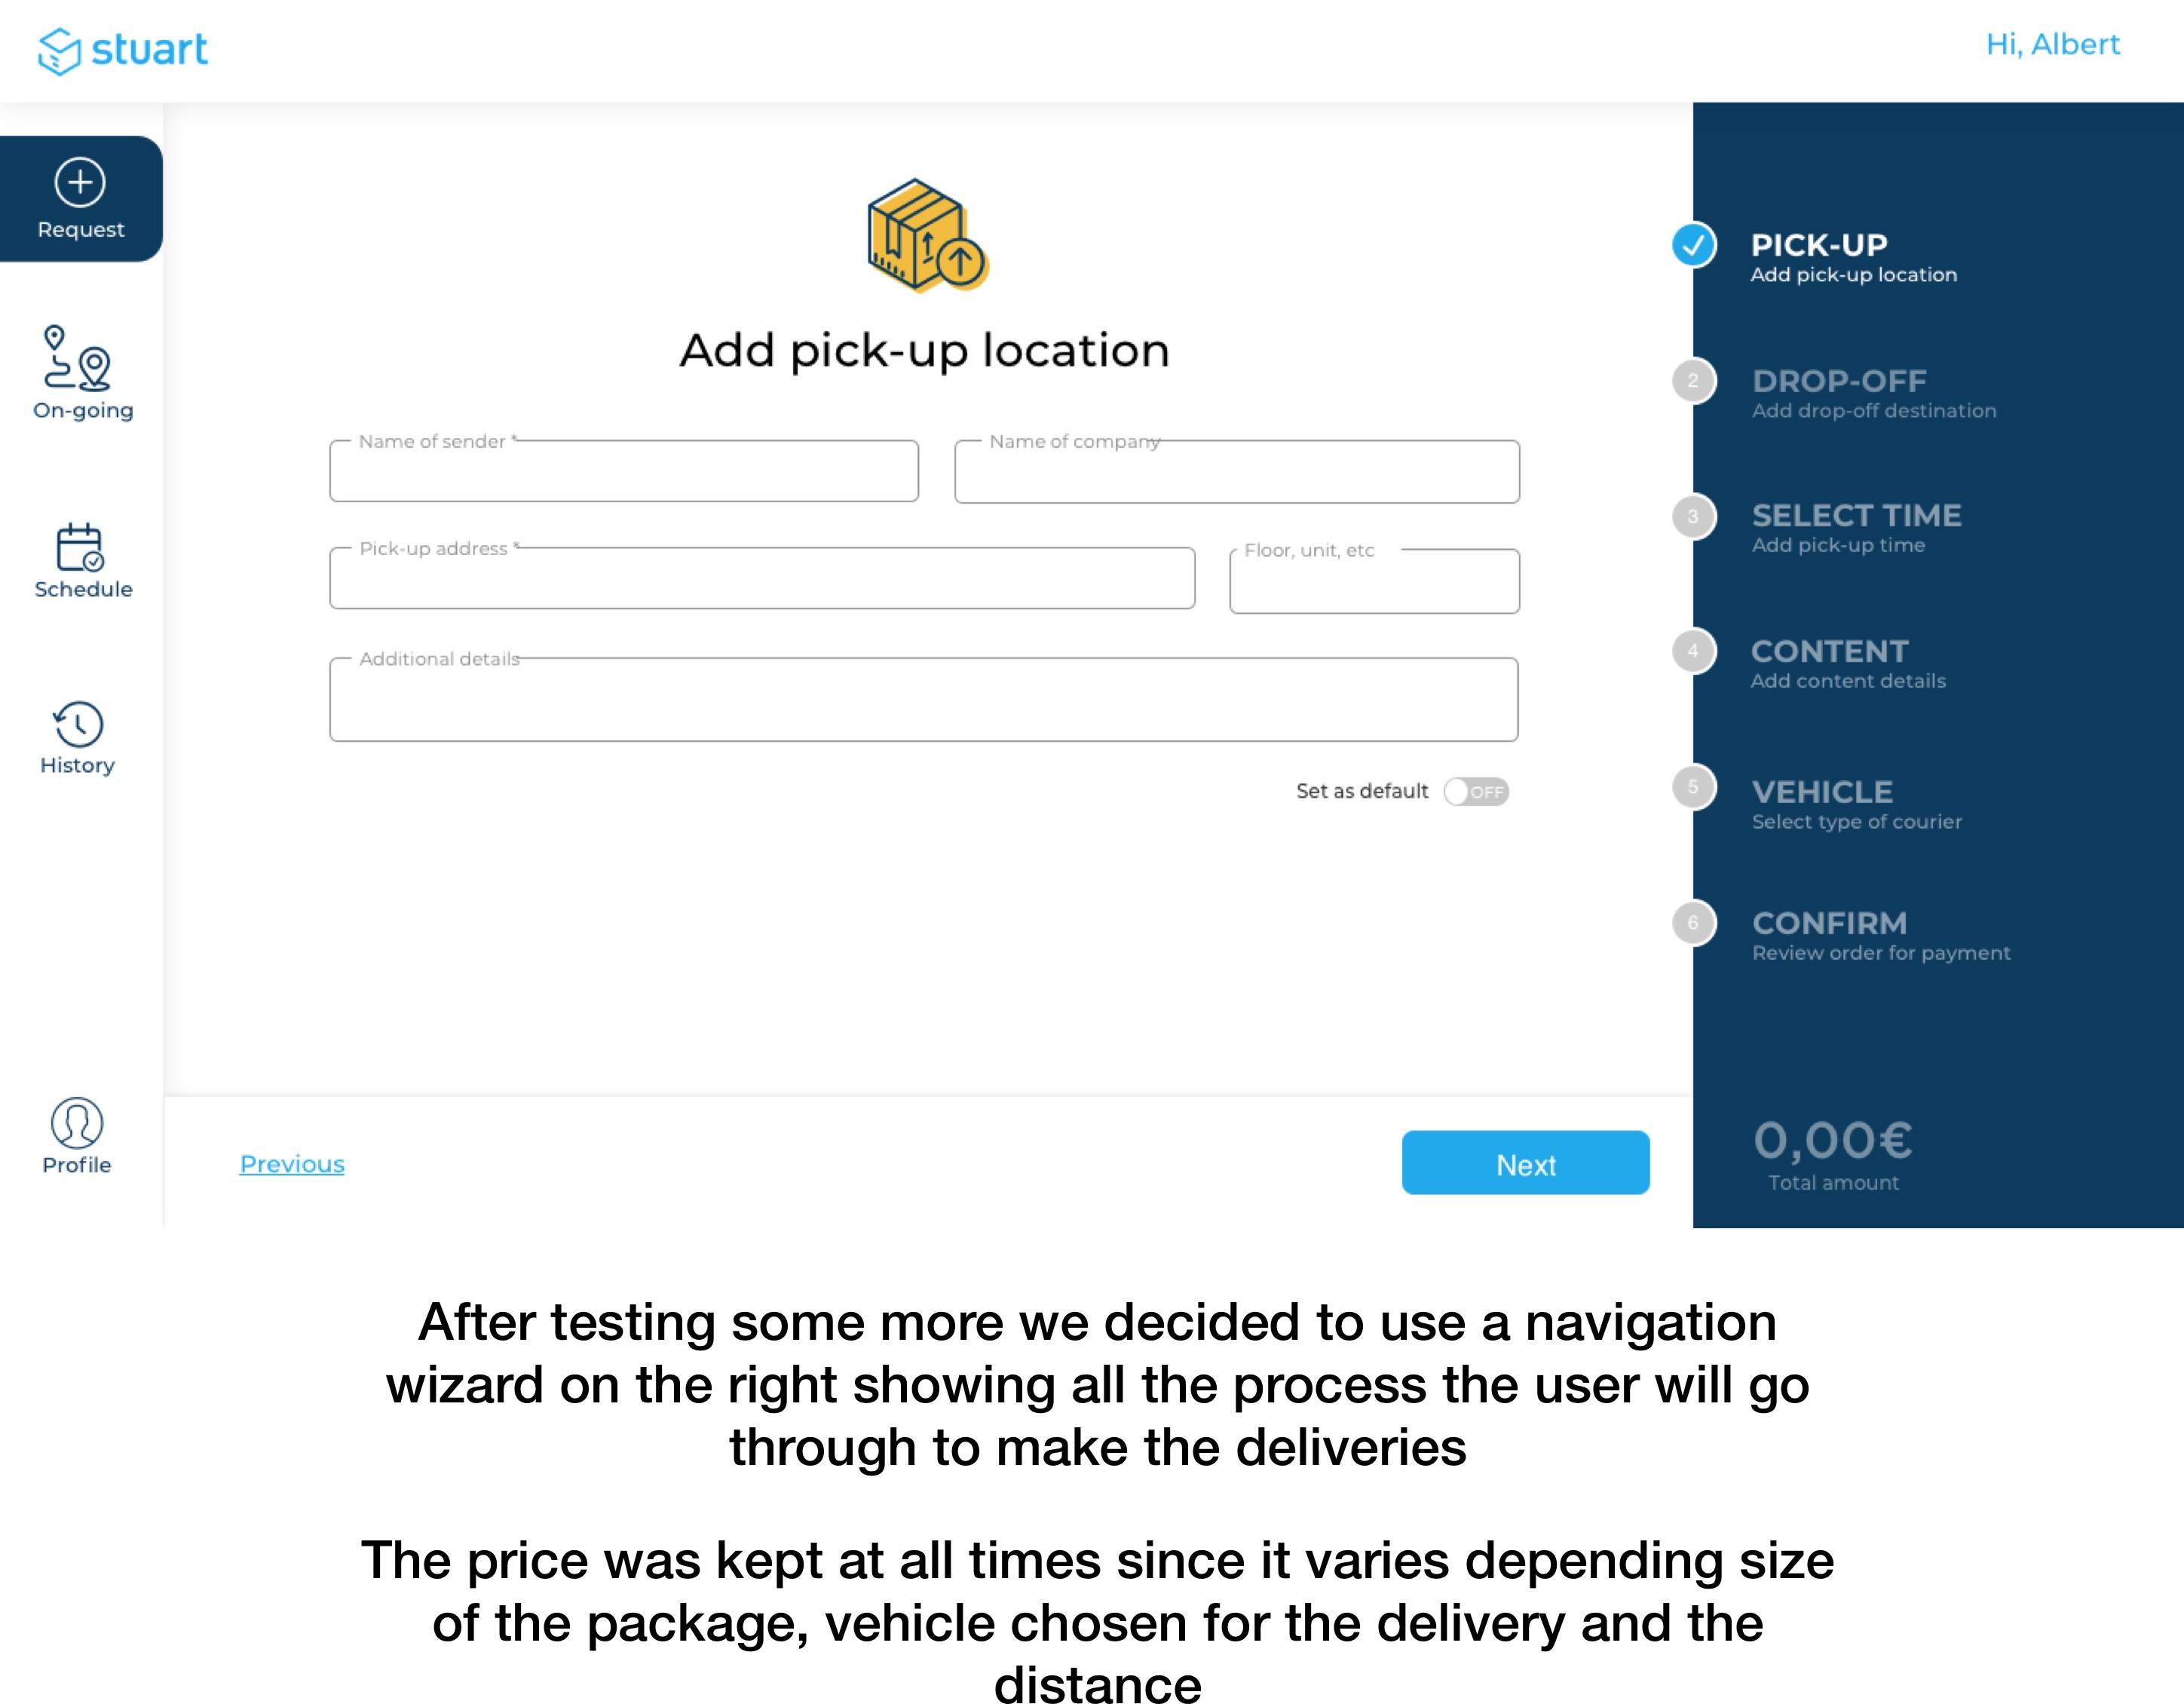 stuart
Hi, Albert
Request
On-going
Schedule
History
Profile
Add pick-up location
Name of sender *
Name of company
Pick-up address *
Floor, unit, etc
Additional details
Set as default OFF
Previous
Next
PICK-UP
Add pick-up location
2
DROP-OFF
Add drop-off destination
3
SELECT TIME
Add pick-up time
4
CONTENT
Add content details
5
VEHICLE
Select type of courier
6
CONFIRM
Review order for payment
0,00€
Total amount
After testing some more we decided to use a navigation
wizard on the right showing all the process the user will go
through to make the deliveries
The price was kept at all times since it varies depending size
of the package, vehicle chosen for the delivery and the
distance